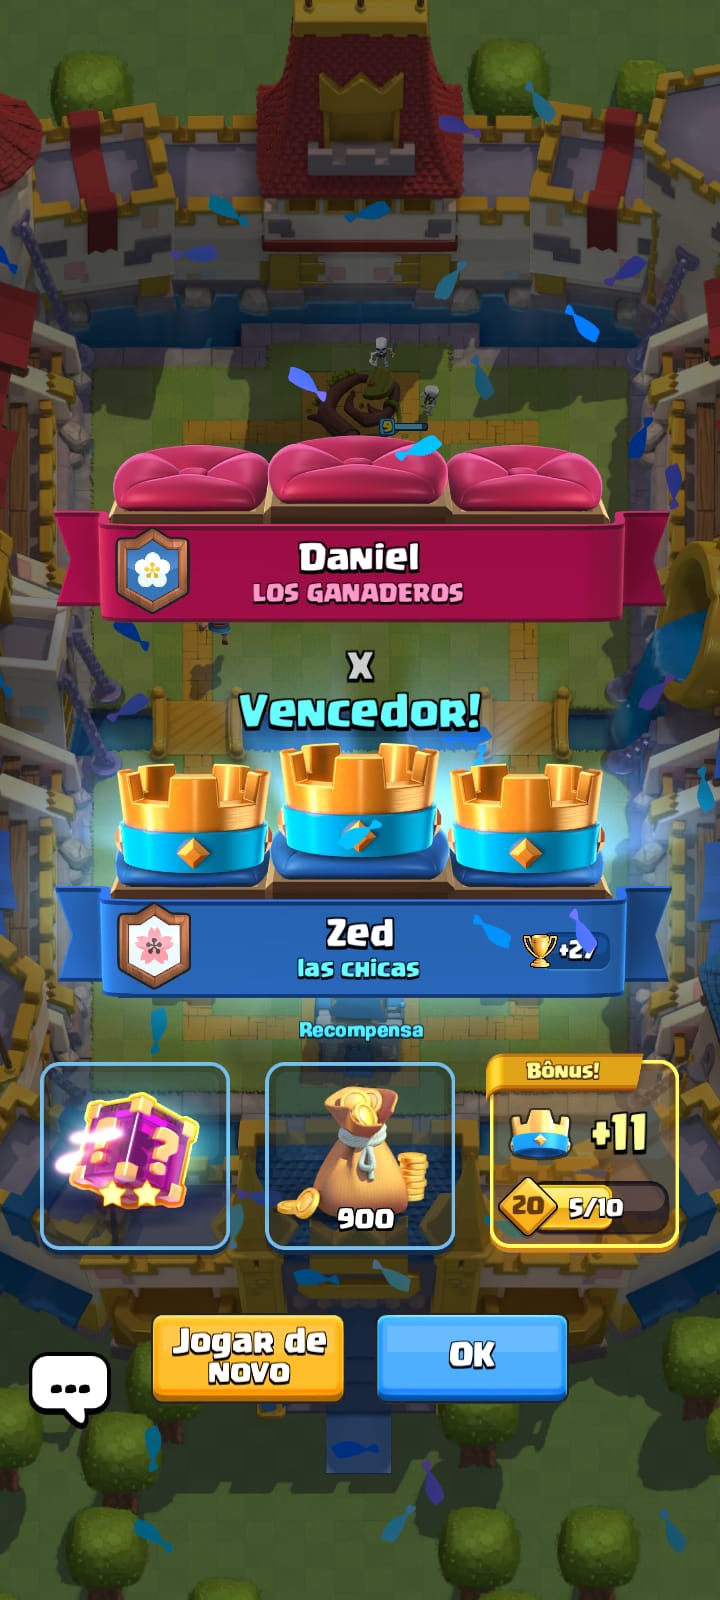 9
Daniel
LOS GANADEROS
X
Vencedor!
Zed
las chicas
Recompensa
Bônus!
+11
20
5/10
900
Jogar de
novo
OK